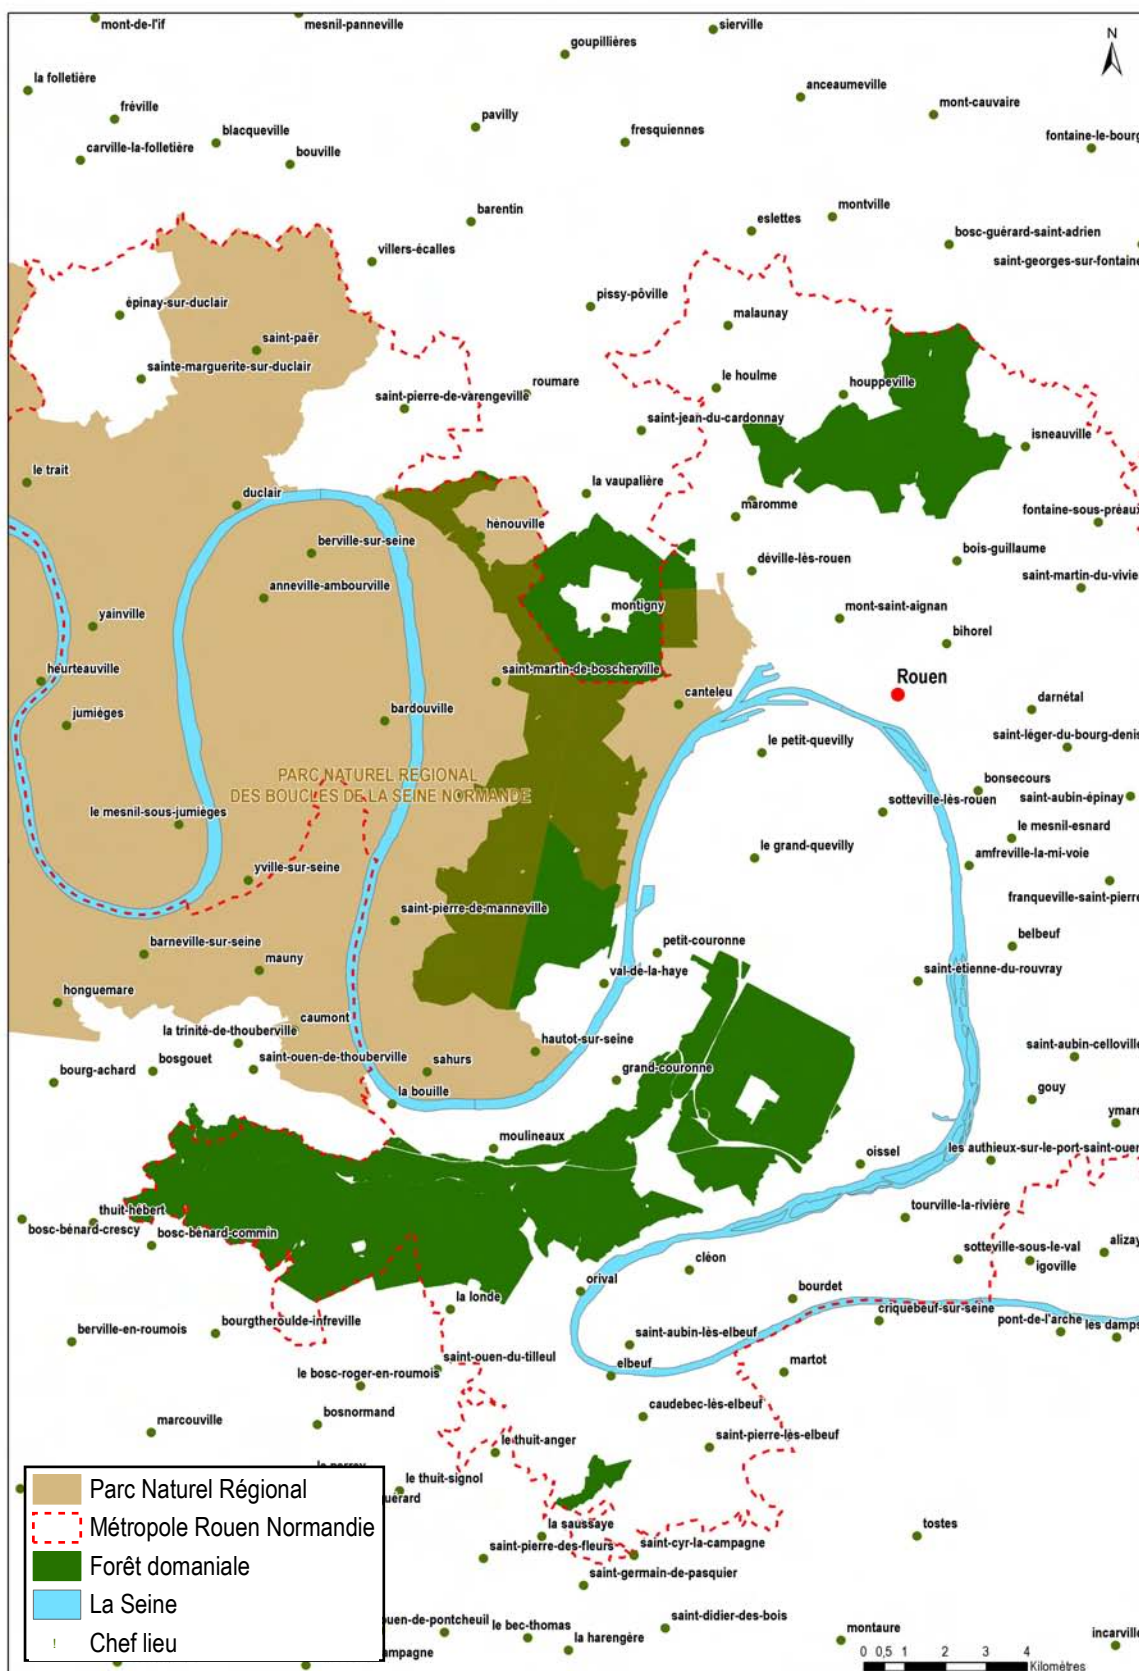 mont-de-l'if
mesnil-panneville
sierville
goupillières
N
la folletière
anceaumeville
fréville
mont-cauvaire
pavilly
blacqueville
fresquiennes
carville-la-folletière
bouville
fontaine-le-bourg
barentin
montville
eslettes
bosc-guérard-saint-adrien
villers-écalles
saint-georges-sur-fontaine
épinay-sur-duclair
pissy-pôville
malaunay
saint-paër
sainte-marguerite-sur-duclair
le houlme
roumare
houppeville
saint-pierre-de-varengeville
saint-jean-du-cardonnay
isneauville
le trait
la vaupalière
duclair
maromme
fontaine-sous-préaux
hénouville
berville-sur-seine
bois-guillaume
déville-lès-rouen
saint-martin-du-vivie
anneville-ambourville
montigny
mont-saint-aignan
yainville
bihorel
heurteauville
saint-martin-de-boscherville
Rouen
canteleu
darnétal
jumièges
bardouville
saint-léger-du-bourg-denis
le petit-quevilly
PARC NATUREL REGIONAL
DES BOUCLES DE LA SEINE NORMANDE
bonsecours
saint-aubin-épinay
sotteville-lès-rouen
le mesnil-sous-jumièges
le mesnil-esnard
le grand-quevilly
amfreville-la-mi-voie
yville-sur-seine
franqueville-saint-pierre
saint-pierre-de-manneville
barneville-sur-seine
petit-couronne
belbeuf
mauny
val-de-la-haye
saint-étienne-du-rouvray
honguemare
caumont
la trinité-de-thouberville
hautot-sur-seine
bosgouet
saint-ouen-de-thouberville
saint-aubin-celloville
bourg-achard
sahurs
grand-couronne
la bouille
gouy
ymare
moulineaux
oissel
les authieux-sur-le-port-saint-ouen
thuit-hébert
tourville-la-rivière
bosc-bénard-crescy
bosc-bénard-commin
alizay
cléon
sotteville-sous-le-val
igoville
orival
bourdet
la londe
criquebeuf-sur-seine
bourgtheroulde-infreville
pont-de-l'arche
les damps
berville-en-roumois
saint-aubin-lès-elbeuf
saint-ouen-du-tilleul
elbeuf
martot
le bosc-roger-en-roumois
caudebec-lès-elbeuf
marcouville
bosnormand
saint-pierre-lès-elbeuf
le thuit-anger
le thuit-signol
uérard
la saussaye
tostes
saint-pierre-des-fleurs
saint-cyr-la-campagne
saint-germain-de-pasquier
ouen-de-pontcheuil
le bec-thomas
saint-didier-des-bois
la harengère
montaure
incarville
ampagne
Parc Naturel Régional
Métropole Rouen Normandie
Forêt domaniale
La Seine
! Chef lieu
0 0,5 1 2 3 4
Kilomètres